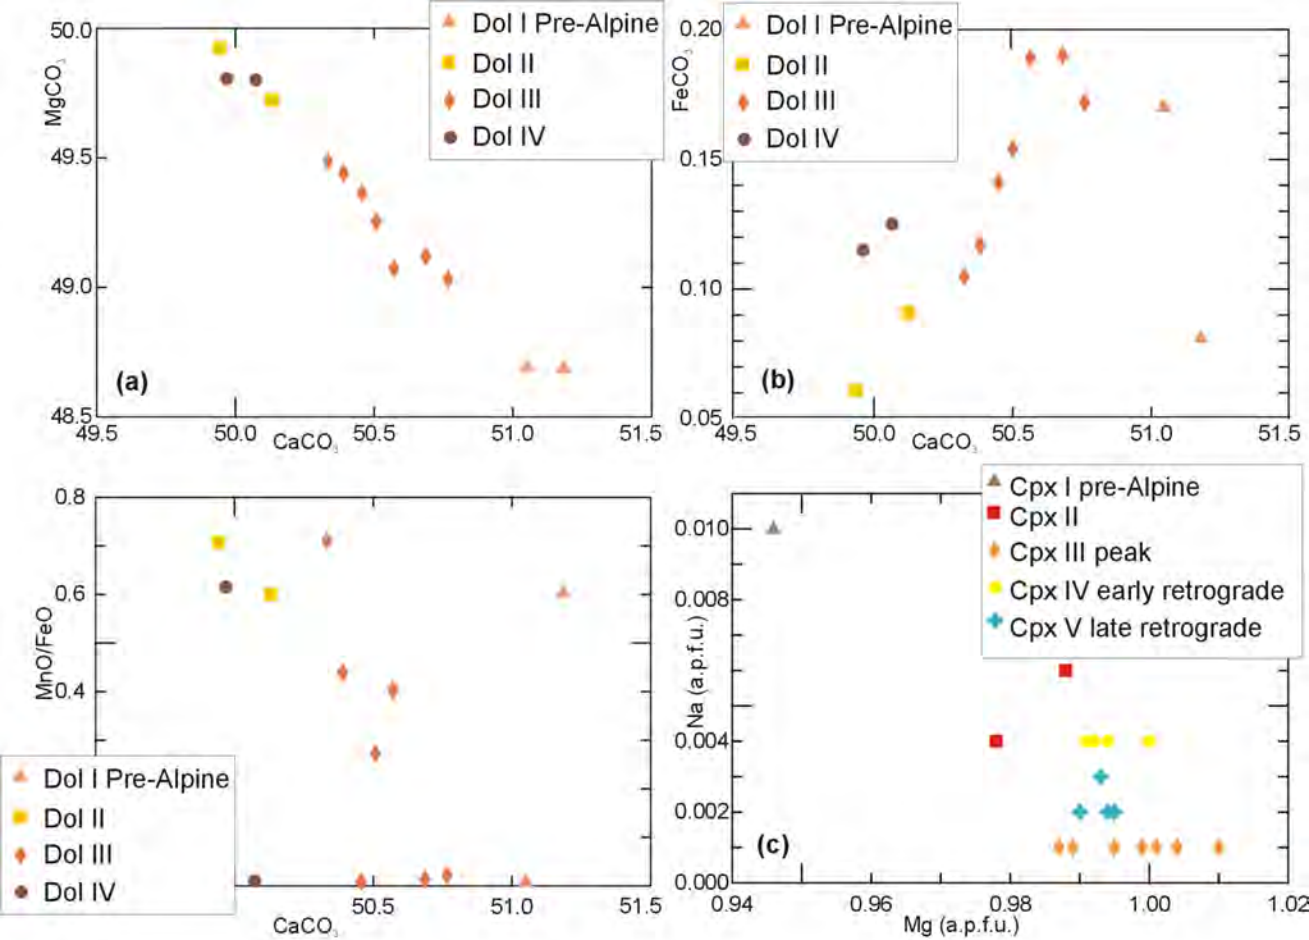 50.0
49.5
49.0
48.5
MgCO3
49.5 50.0 50.5 51.0 51.5
CaCO3
(a)
Dol I Pre-Alpine
Dol II
Dol III
Dol IV
0.20
0.15
0.10
0.05
FeCO3
49.5 50.0 50.5 51.0 51.5
CaCO3
(b)
Dol I Pre-Alpine
Dol II
Dol III
Dol IV
0.8
0.6
0.4
MnO/FeO
50.5 51.0 51.5
CaCO3
Dol I Pre-Alpine
Dol II
Dol III
Dol IV
0.010
0.008
0.006
0.004
0.002
0.000
Na (a.p.f.u.)
0.94 0.96 0.98 1.00 1.02
Mg (a.p.f.u.)
(c)
Cpx I pre-Alpine
Cpx II
Cpx III peak
Cpx IV early retrograde
Cpx V late retrograde